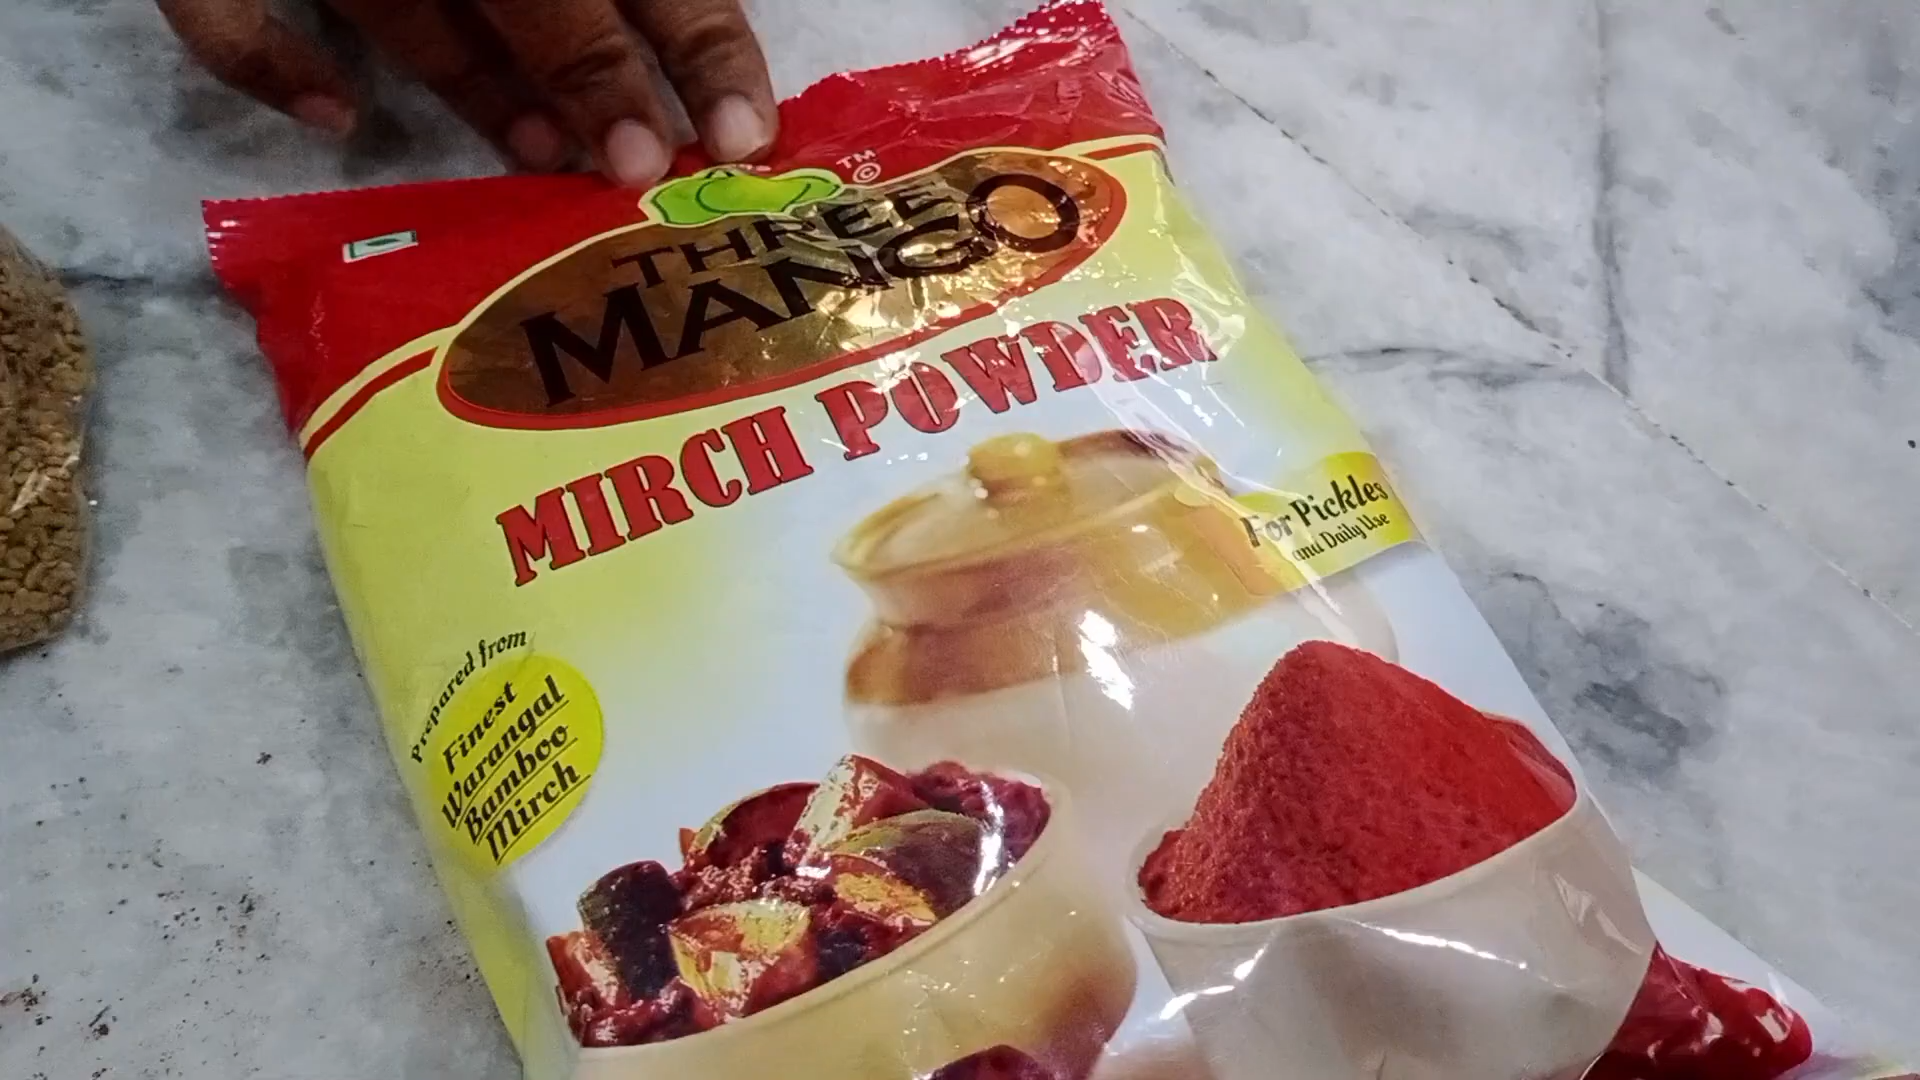 TM
©
THREE
MANGO
MIRCH POWDER
For Pickles
and Daily Use
Prepared from
Finest
Warangal
Bamboo
Mirch